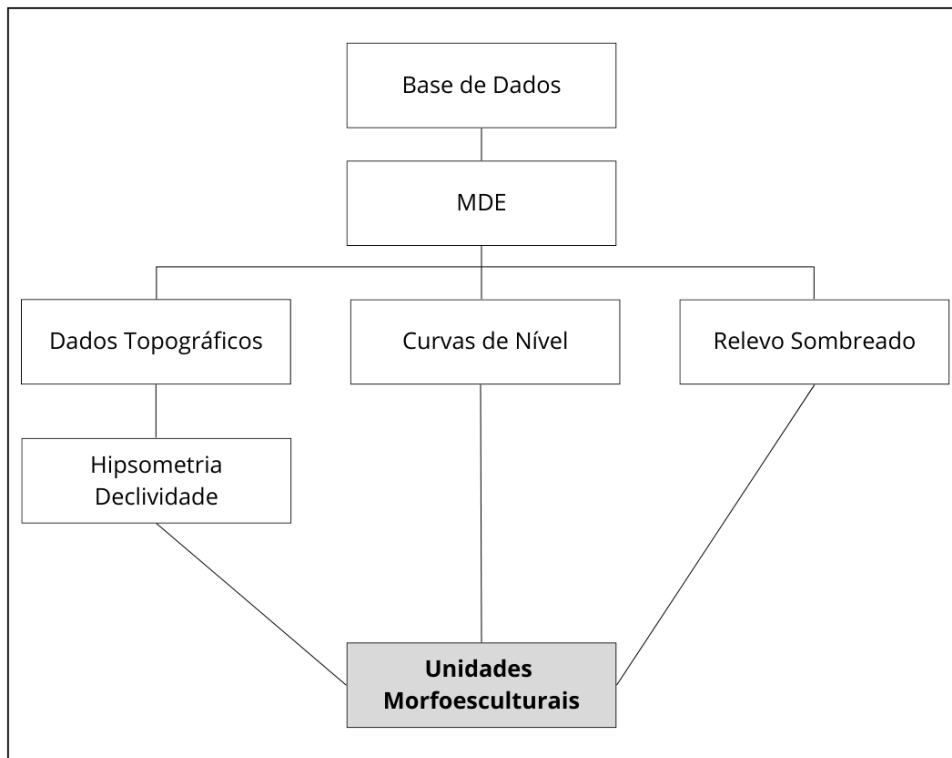 Base de Dados
MDE
Dados Topográficos
Curvas de Nível
Relevo Sombreado
Hipsometria
Declividade
Unidades
Morfoesculturais